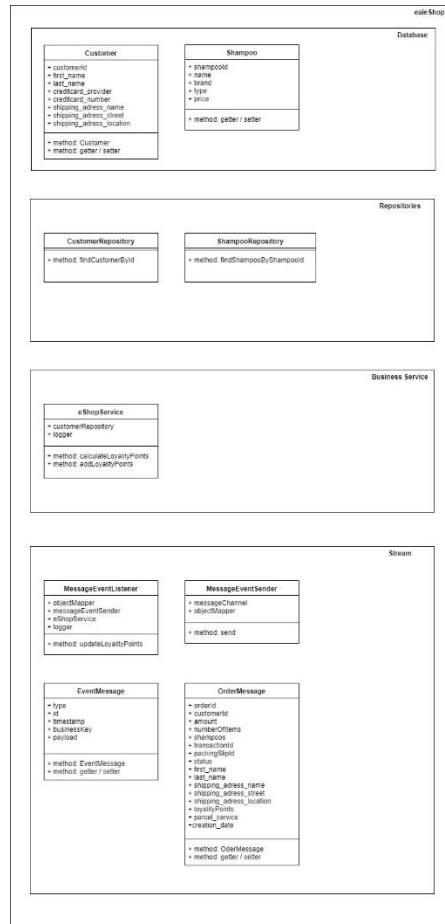 eaieShop
Database
Customer
+ customerId
+ first_name
+ last_name
+ creditcard_provider
+ creditcard_number
+ shipping_adress_name
+ shipping_adress_street
+ shipping_adress_location
+ method: Customer
+ method: getter / setter
Shampoo
+ shampooId
+ name
+ brand
+ type
+ price
+ method: getter / setter
Repositories
CustomerRepository
+ method: findCustomerById
ShampooRepository
+ method: findShampooByShampooId
Business Service
eShopService
+ customerRepository
+ logger
+ method: calculateLoyalityPoints
+ method: addLoyalityPoints
Stream
MessageEventListener
+ objectMapper
+ messageEventSender
+ eShopService
+ logger
+ method: updateLoyalityPoints
MessageEventSender
+ messageChannel
+ objectMapper
+ method: send
EventMessage
+ type
+ id
+ timestamp
+ businessKey
+ payload
+ method: EventMessage
+ method: getter / setter
OrderMessage
+ orderId
+ customerId
+ amount
+ numberOfItems
+ shampoos
+ transactionId
+ packingSlipId
+ status
+ first_name
+ last_name
+ shipping_adress_name
+ shipping_adress_street
+ shipping_adress_location
+ loyalityPoints
+ parcel_service
+creation_date
+ method: OderMessage
+ method: getter / setter